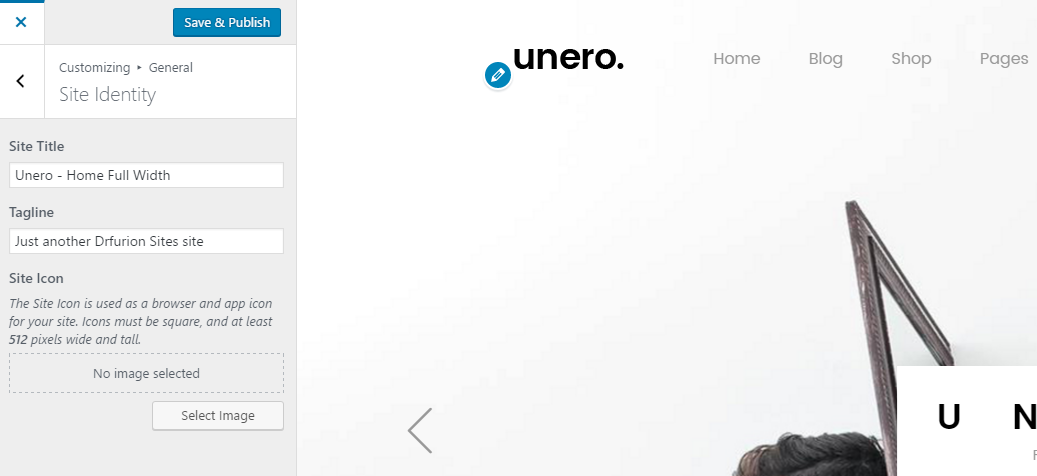 Save & Publish
Customizing ▸ General
Site Identity
Site Title
Unero - Home Full Width
Tagline
Just another Drfurion Sites site
Site Icon
The Site Icon is used as a browser and app icon
for your site. Icons must be square, and at least
512 pixels wide and tall.
No image selected
Select Image
unero.
Home Blog Shop Pages
U N